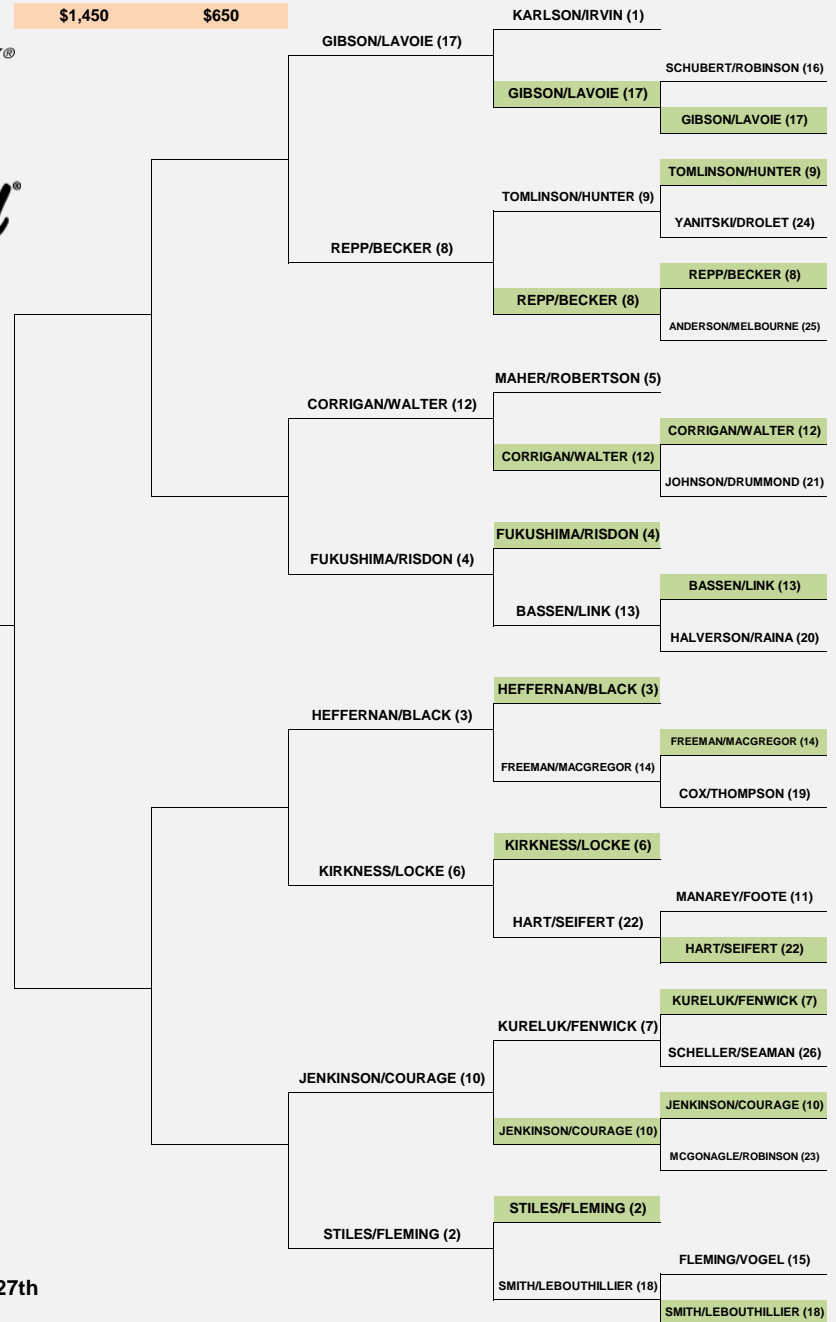 $1,450 $650
KARLSON/IRVIN (1)
GIBSON/LAVOIE (17)
SCHUBERT/ROBINSON (16)
GIBSON/LAVOIE (17)
GIBSON/LAVOIE (17)
TOMLINSON/HUNTER (9)
TOMLINSON/HUNTER (9)
YANITSKI/DROLET (24)
REPP/BECKER (8)
REPP/BECKER (8)
REPP/BECKER (8)
ANDERSON/MELBOURNE (25)
MAHER/ROBERTSON (5)
CORRIGAN/WALTER (12)
CORRIGAN/WALTER (12)
CORRIGAN/WALTER (12)
JOHNSON/DRUMMOND (21)
FUKUSHIMA/RISDON (4)
FUKUSHIMA/RISDON (4)
BASSEN/LINK (13)
BASSEN/LINK (13)
HALVERSON/RAINA (20)
HEFFERNAN/BLACK (3)
HEFFERNAN/BLACK (3)
FREEMAN/MACGREGOR (14)
FREEMAN/MACGREGOR (14)
COX/THOMPSON (19)
KIRKNESS/LOCKE (6)
KIRKNESS/LOCKE (6)
MANAREY/FOOTE (11)
HART/SEIFERT (22)
HART/SEIFERT (22)
KURELUK/FENWICK (7)
KURELUK/FENWICK (7)
SCHELLER/SEAMAN (26)
JENKINSON/COURAGE (10)
JENKINSON/COURAGE (10)
JENKINSON/COURAGE (10)
MCGONAGLE/ROBINSON (23)
STILES/FLEMING (2)
STILES/FLEMING (2)
FLEMING/VOGEL (15)
SMITH/LEBOUTHILLIER (18)
27th
SMITH/LEBOUTHILLIER (18)